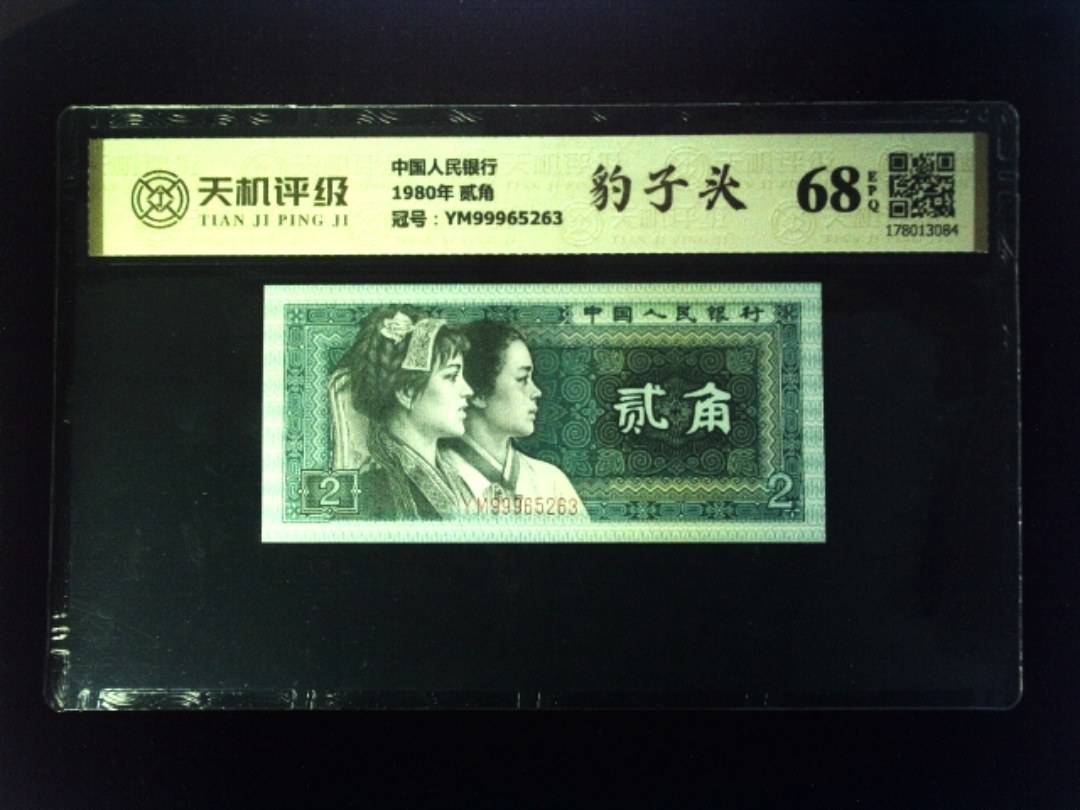 天机评级
TIAN JI PING JI
中国人民银行
1980年 贰角
冠号：YM99965263
豹子头
68
EPQ
178013084
中国人民银行
贰角
2
YM99965263
2